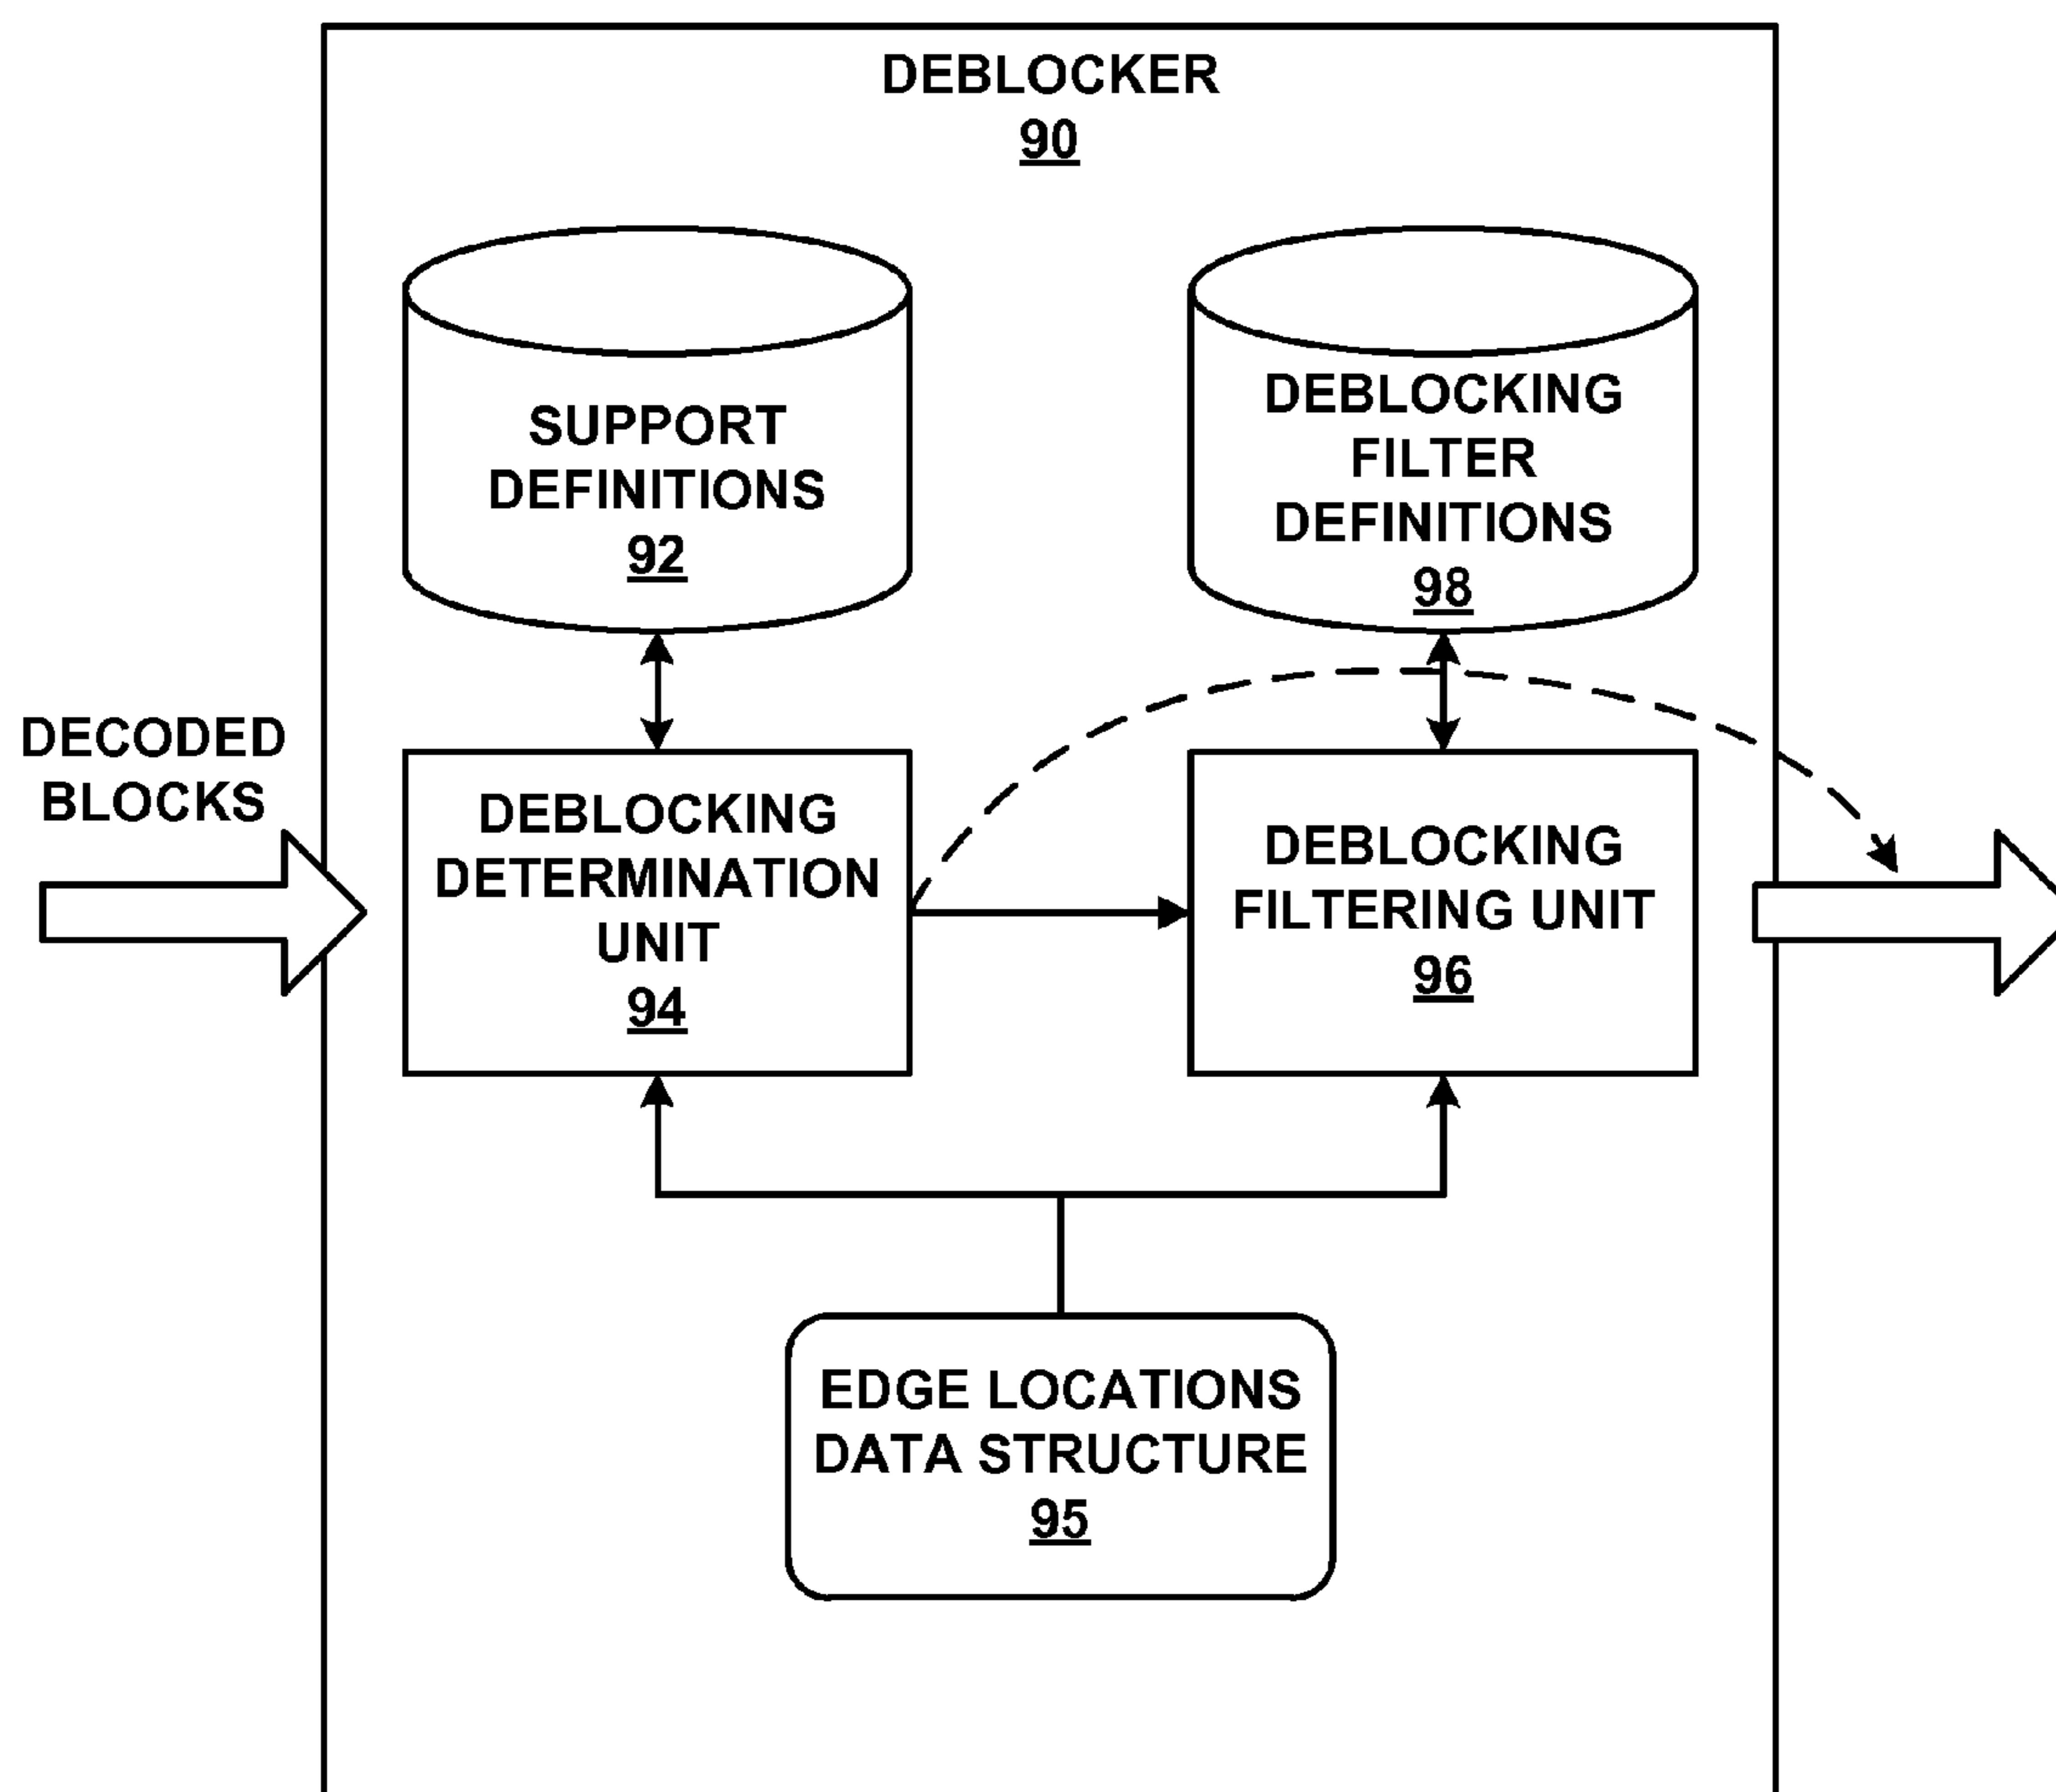 DEBLOCKER
90
SUPPORT
DEFINITIONS
92
DEBLOCKING
FILTER
DEFINITIONS
98
DECODED
BLOCKS
DEBLOCKING
DETERMINATION
UNIT
94
DEBLOCKING
FILTERING UNIT
96
EDGE LOCATIONS
DATA STRUCTURE
95